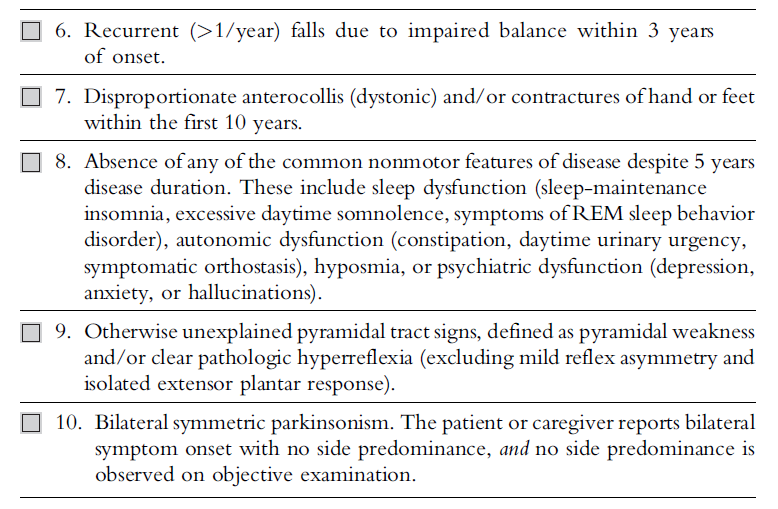 6. Recurrent (>1/year) falls due to impaired balance within 3 years
of onset.
7. Disproportionate anterocollis (dystonic) and/or contractures of hand or feet
within the first 10 years.
8. Absence of any of the common nonmotor features of disease despite 5 years
disease duration. These include sleep dysfunction (sleep-maintenance
insomnia, excessive daytime somnolence, symptoms of REM sleep behavior
disorder), autonomic dysfunction (constipation, daytime urinary urgency,
symptomatic orthostasis), hyposmia, or psychiatric dysfunction (depression,
anxiety, or hallucinations).
9. Otherwise unexplained pyramidal tract signs, defined as pyramidal weakness
and/or clear pathologic hyperreflexia (excluding mild reflex asymmetry and
isolated extensor plantar response).
10. Bilateral symmetric parkinsonism. The patient or caregiver reports bilateral
symptom onset with no side predominance, and no side predominance is
observed on objective examination.